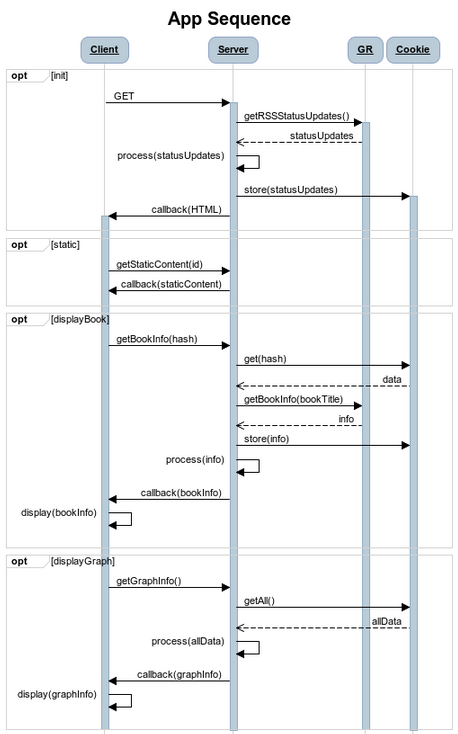 App Sequence
Client Server GR Cookie
opt [init]
GET
getRSSStatusUpdates()
statusUpdates
process(statusUpdates)
store(statusUpdates)
callback(HTML)
opt [static]
getStaticContent(id)
callback(staticContent)
opt [displayBook]
getBookInfo(hash)
get(hash)
data
getBookInfo(bookTitle)
info
store(info)
process(info)
callback(bookInfo)
display(bookInfo)
opt [displayGraph]
getGraphInfo()
getAll()
allData
process(allData)
callback(graphInfo)
display(graphInfo)